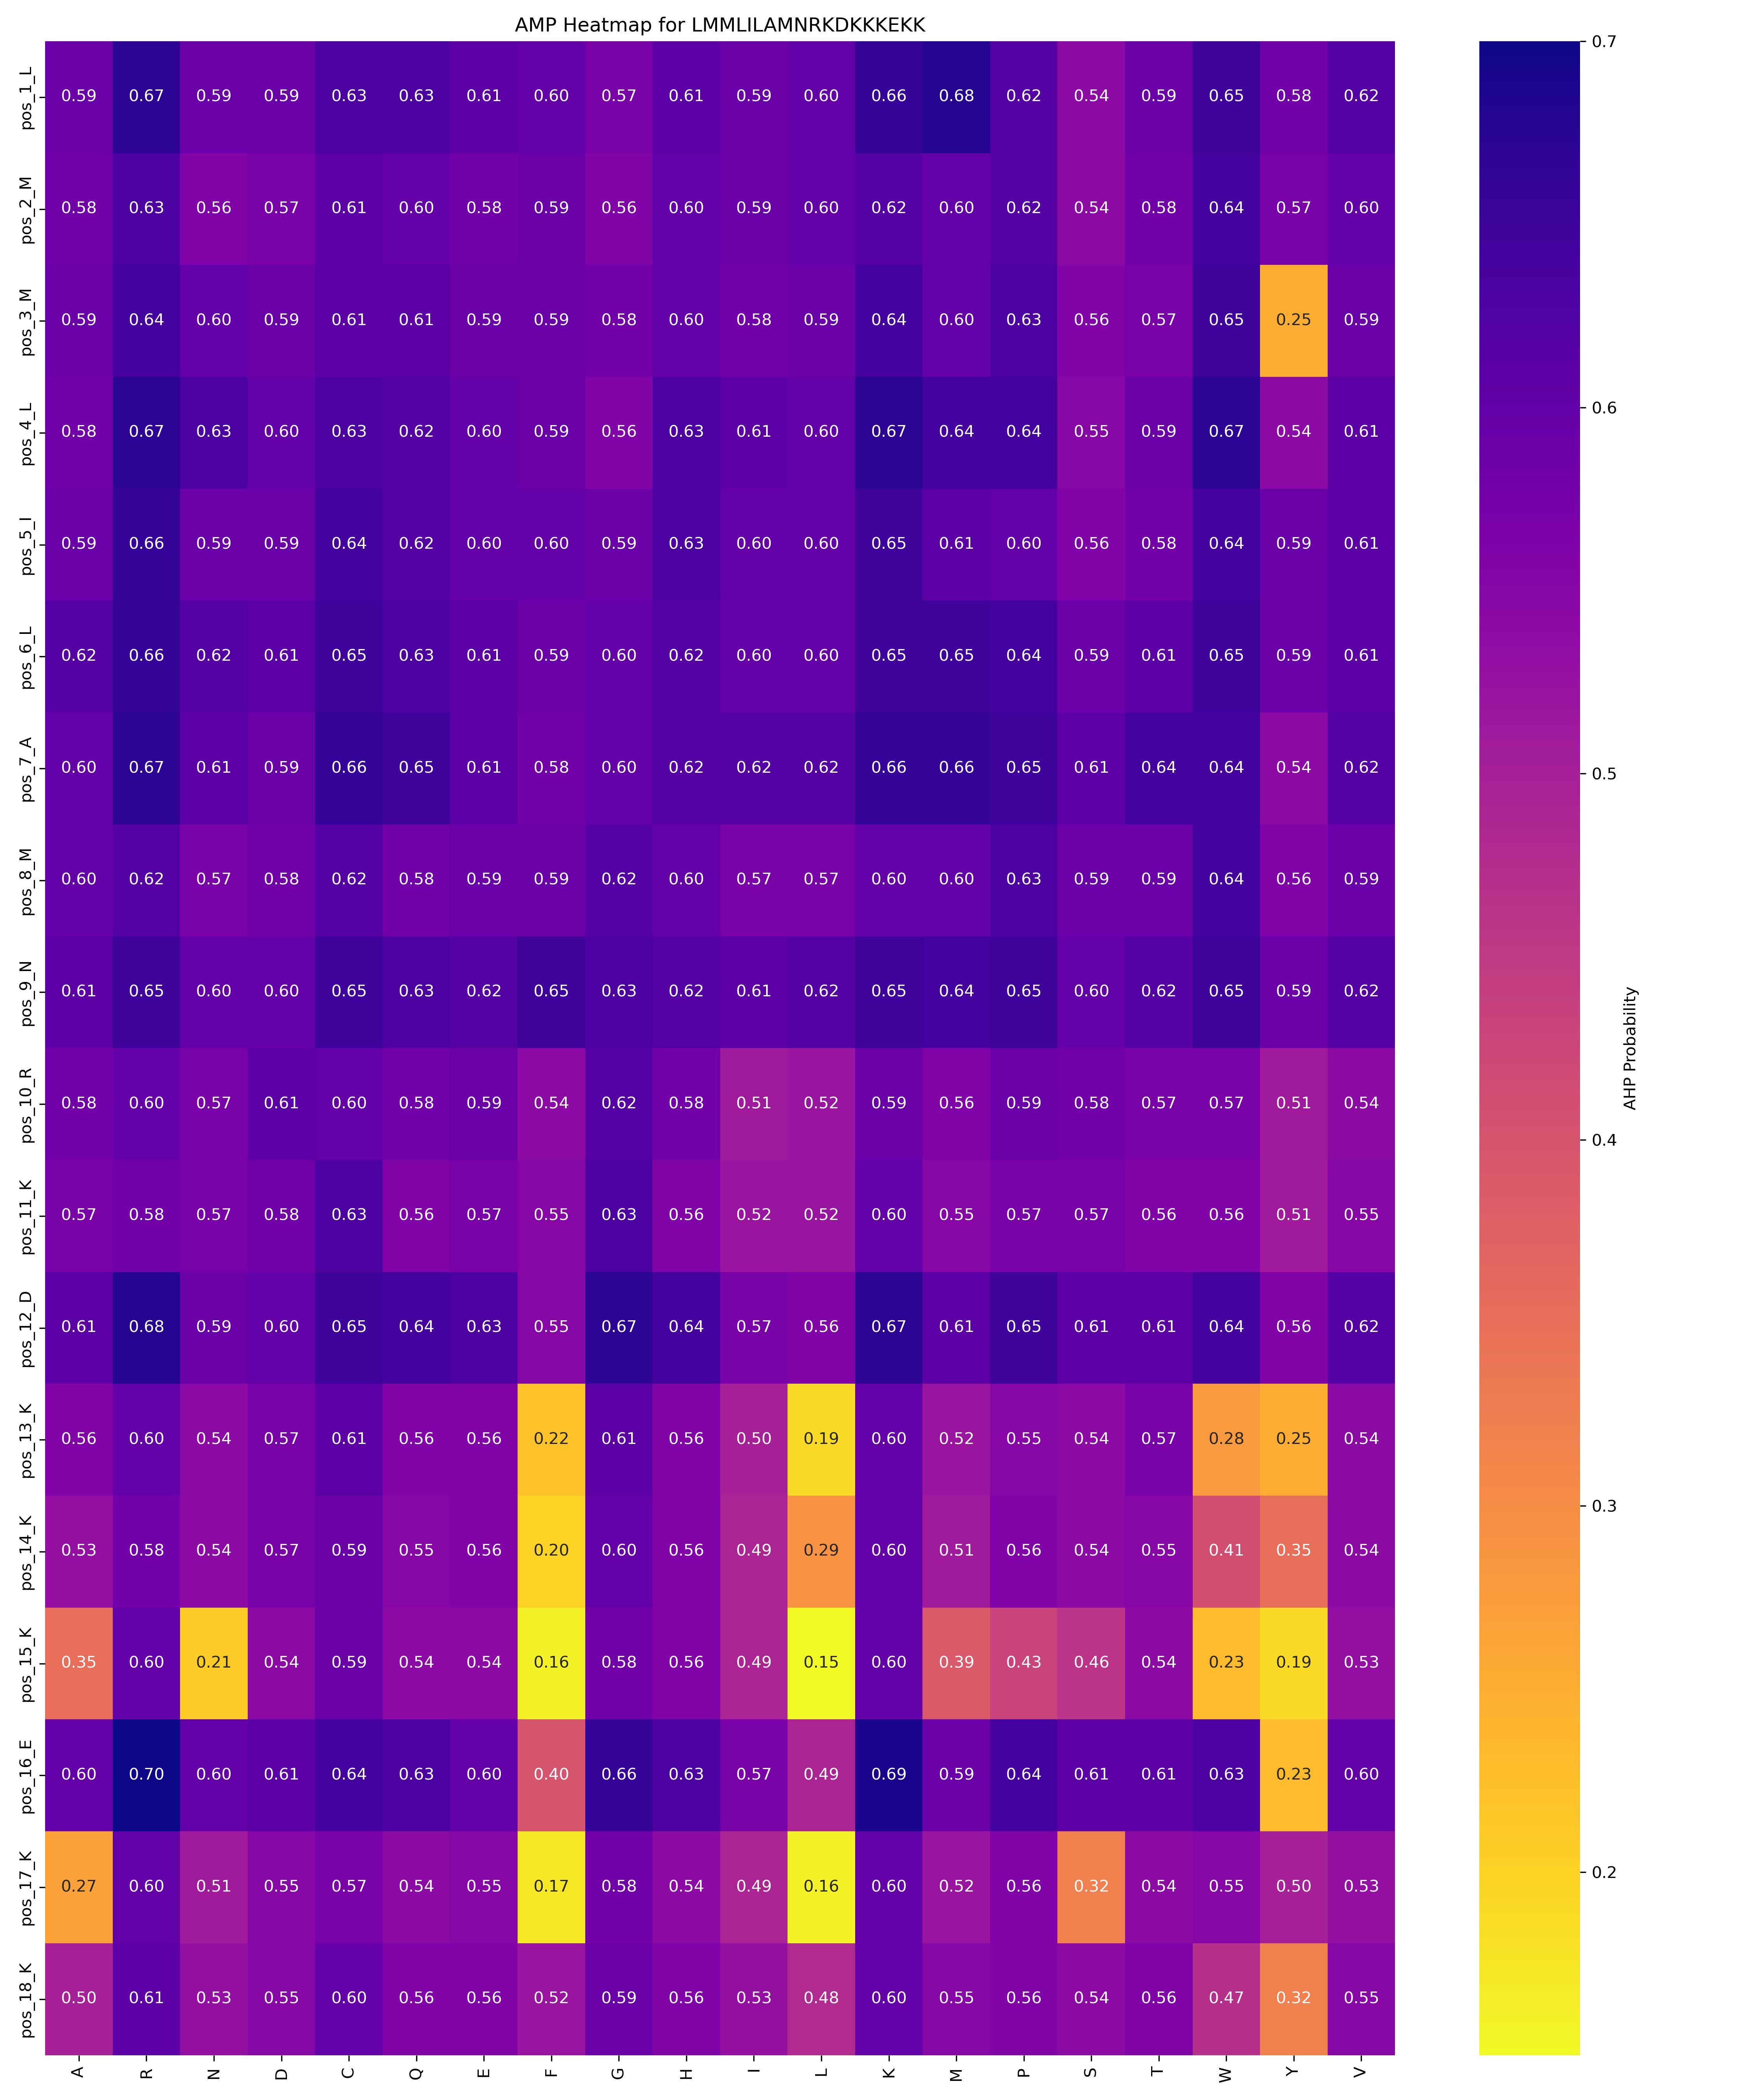 AMP Heatmap for LMMLILAMNRKDKKKEKK
pos_1_L 0.59 0.67 0.59 0.59 0.63 0.63 0.61 0.60 0.57 0.61 0.59 0.60 0.66 0.68 0.62 0.54 0.59 0.65 0.58 0.62
pos_2_M 0.58 0.63 0.56 0.57 0.61 0.60 0.58 0.59 0.56 0.60 0.59 0.60 0.62 0.60 0.62 0.54 0.58 0.64 0.57 0.60
pos_3_M 0.59 0.64 0.60 0.59 0.61 0.61 0.59 0.59 0.58 0.60 0.58 0.59 0.64 0.60 0.63 0.56 0.57 0.65 0.25 0.59
pos_4_L 0.58 0.67 0.63 0.60 0.63 0.62 0.60 0.59 0.56 0.63 0.61 0.60 0.67 0.64 0.64 0.55 0.59 0.67 0.54 0.61
pos_5_I 0.59 0.66 0.59 0.59 0.64 0.62 0.60 0.60 0.59 0.63 0.60 0.60 0.65 0.61 0.60 0.56 0.58 0.64 0.59 0.61
pos_6_L 0.62 0.66 0.62 0.61 0.65 0.63 0.61 0.59 0.60 0.62 0.60 0.60 0.65 0.65 0.64 0.59 0.61 0.65 0.59 0.61
pos_7_A 0.60 0.67 0.61 0.59 0.66 0.65 0.61 0.58 0.60 0.62 0.62 0.62 0.66 0.66 0.65 0.61 0.64 0.64 0.54 0.62
pos_8_M 0.60 0.62 0.57 0.58 0.62 0.58 0.59 0.59 0.62 0.60 0.57 0.57 0.60 0.60 0.63 0.59 0.59 0.64 0.56 0.59
pos_9_N 0.61 0.65 0.60 0.60 0.65 0.63 0.62 0.65 0.63 0.62 0.61 0.62 0.65 0.64 0.65 0.60 0.62 0.65 0.59 0.62
pos_10_R 0.58 0.60 0.57 0.61 0.60 0.58 0.59 0.54 0.62 0.58 0.51 0.52 0.59 0.56 0.59 0.58 0.57 0.57 0.51 0.54
pos_11_K 0.57 0.58 0.57 0.58 0.63 0.56 0.57 0.55 0.63 0.56 0.52 0.52 0.60 0.55 0.57 0.57 0.56 0.56 0.51 0.55
pos_12_D 0.61 0.68 0.59 0.60 0.65 0.64 0.63 0.55 0.67 0.64 0.57 0.56 0.67 0.61 0.65 0.61 0.61 0.64 0.56 0.62
pos_13_K 0.56 0.60 0.54 0.57 0.61 0.56 0.56 0.22 0.61 0.56 0.50 0.19 0.60 0.52 0.55 0.54 0.57 0.28 0.25 0.54
pos_14_K 0.53 0.58 0.54 0.57 0.59 0.55 0.56 0.20 0.60 0.56 0.49 0.29 0.60 0.51 0.56 0.54 0.55 0.41 0.35 0.54
pos_15_K 0.35 0.60 0.21 0.54 0.59 0.54 0.54 0.16 0.58 0.56 0.49 0.15 0.60 0.39 0.43 0.46 0.54 0.23 0.19 0.53
pos_16_E 0.60 0.70 0.60 0.61 0.64 0.63 0.60 0.40 0.66 0.63 0.57 0.49 0.69 0.59 0.64 0.61 0.61 0.63 0.23 0.60
pos_17_K 0.27 0.60 0.51 0.55 0.57 0.54 0.55 0.17 0.58 0.54 0.49 0.16 0.60 0.52 0.56 0.32 0.54 0.55 0.50 0.53
pos_18_K 0.50 0.61 0.53 0.55 0.60 0.56 0.56 0.52 0.59 0.56 0.53 0.48 0.60 0.55 0.56 0.54 0.56 0.47 0.32 0.55
A R N D C Q E F G H I L K M P S T W Y V
0.7
0.6
0.5
0.4
0.3
0.2
AHP Probability